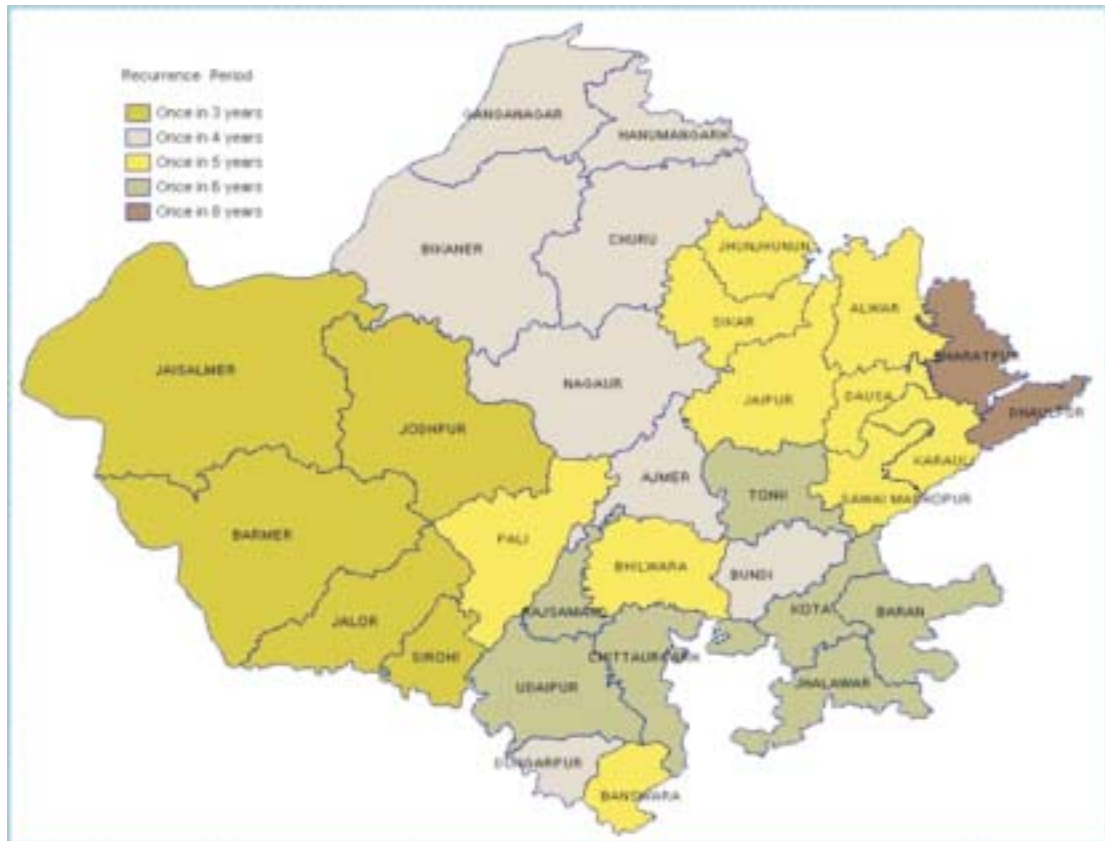 Recurrence Period
Once in 3 years
Once in 4 years
Once in 5 years
Once in 6 years
Once in 8 years
GANGANAGAR
HANUMANGARH
BIKANER
CHURU
JHUNJHUNUN
SIKAR
ALWAR
BHARATPUR
JAISALMER
NAGAUR
JAIPUR
DAUSA
DHAULPUR
JODHPUR
KARAULI
AJMER
TONK
SAWAI MADHOPUR
BARMER
PALI
BHILWARA
BUNDI
RAJSAMAND
KOTA
BARAN
JALOR
SIROHI
CHITTAURGARH
UDAIPUR
JHALAWAR
DUNGARPUR
BANSWARA